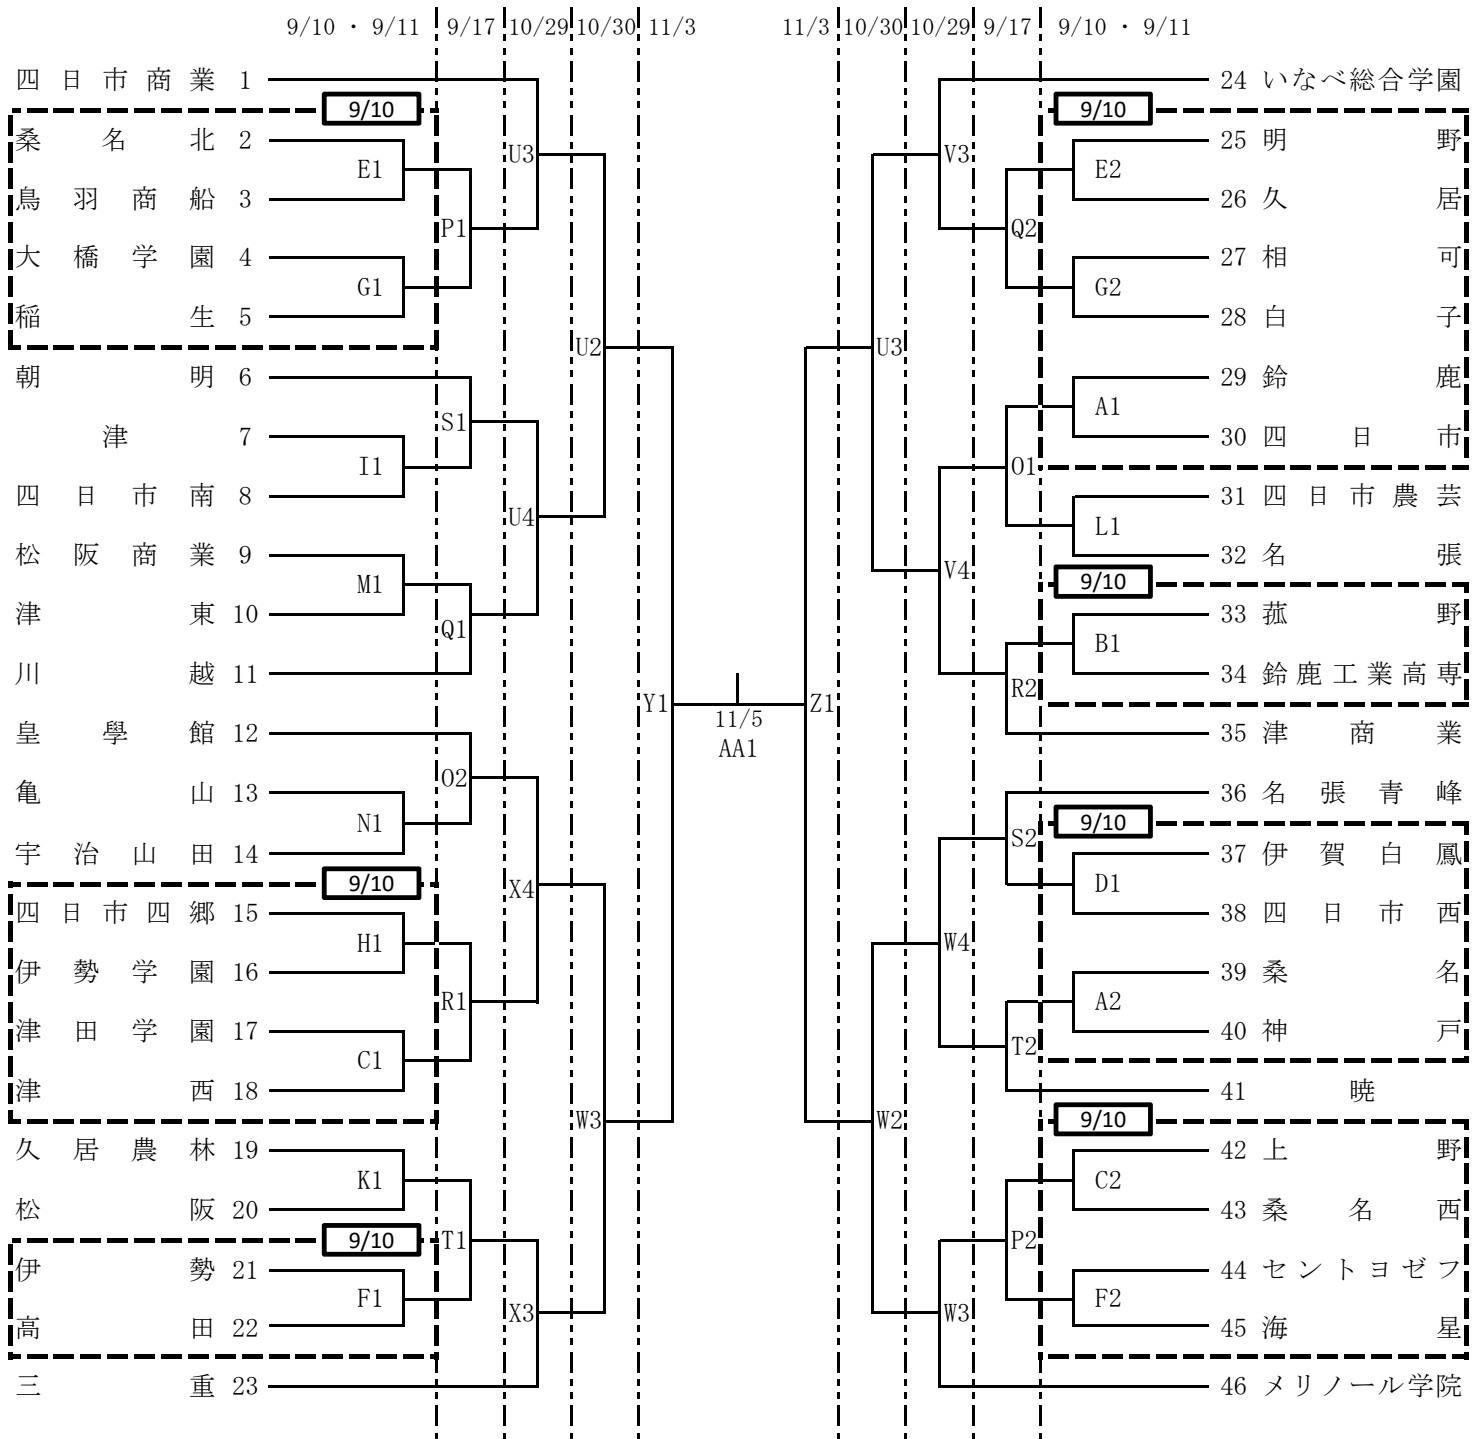 9/10 ・ 9/11 9/17 10/29 10/30 11/3 11/3 10/30 10/29 9/17 9/10 ・ 9/11
四日市商業 1
9/10
桑名北 2
E1
鳥羽商船 3
U3
P1
大橋学園 4
G1
稲生 5
U2
朝明 6
S1
津 7
I1
四日市南 8
U4
松阪商業 9
M1
津東 10
Q1
川越 11
Y1
皇學館 12
O2
亀山 13
N1
宇治山田 14
9/10
X4
四日市四郷 15
H1
伊勢学園 16
R1
津田学園 17
C1
津西 18
W3
久居農林 19
K1
松阪 20
9/10
T1
伊勢 21
F1
高田 22
X3
三重 23
11/5
AA1
24 いなべ総合学園
9/10
25 明野
V3
E2
26 久居
Q2
27 相可
G2
28 白子
U3
29 鈴鹿
A1
30 四日市
O1
31 四日市農芸
L1
32 名張
V4
9/10
33 菰野
B1
34 鈴鹿工業高専
R2
Z1
35 津商業
36 名張青峰
9/10
S2
37 伊賀白鳳
D1
38 四日市西
W4
39 桑名
A2
40 神戸
T2
41 暁
9/10
W2
42 上野
C2
43 桑名西
P2
44 セントヨゼフ
F2
45 海星
W3
46 メリノール学院